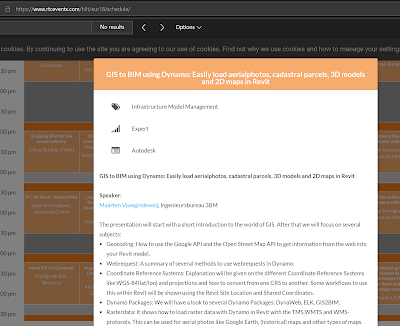 https://www.rtcevents.com/bilt/eur18/schedule/
No results
Options
cookies. By continuing to use the site you are agreeing to our use of cookies. Find out why we use cookies and how to manage your settings
GIS to BIM using Dynamo: Easily load aerialphotos, cadastral parcels, 3D models
and 2D maps in Revit
Infrastructure Model Management
Expert
Autodesk
GIS to BIM using Dynamo: Easily load aerialphotos, cadastral parcels, 3D models and 2D maps in Revit
Speaker:
Maarten Vroegindeweij, Ingenieursbureau 3BM
The presentation will start with a short introduction to the world of GIS. After that we will focus on several
subjects:
• Geocoding: How to use the Google API and the Open Street Map API to get information from the web into
your Revit model.
• Webrequest: A summary of several methods to use webrequests in Dynamo.
• Coordinate Reference Systems: Explanation will be given on the different Coordinate Reference Systems
like WGS-84(lat/lon) and projections and how to convert from one CRS to another. Some workflows to use
this within Revit will be shown using the Revit Site Location and Shared Coordinates.
• Dynamo Packages: We will have a look to several Dynamo Packages: DynaWeb, ELK, GIS2BIM.
• Rasterdata: It shows how to load raster data with Dynamo in Revit with the TMS,WMTS and WMS-
protocols. This can be used for aerial photos like Google Earth, (historical) maps and other types of maps.